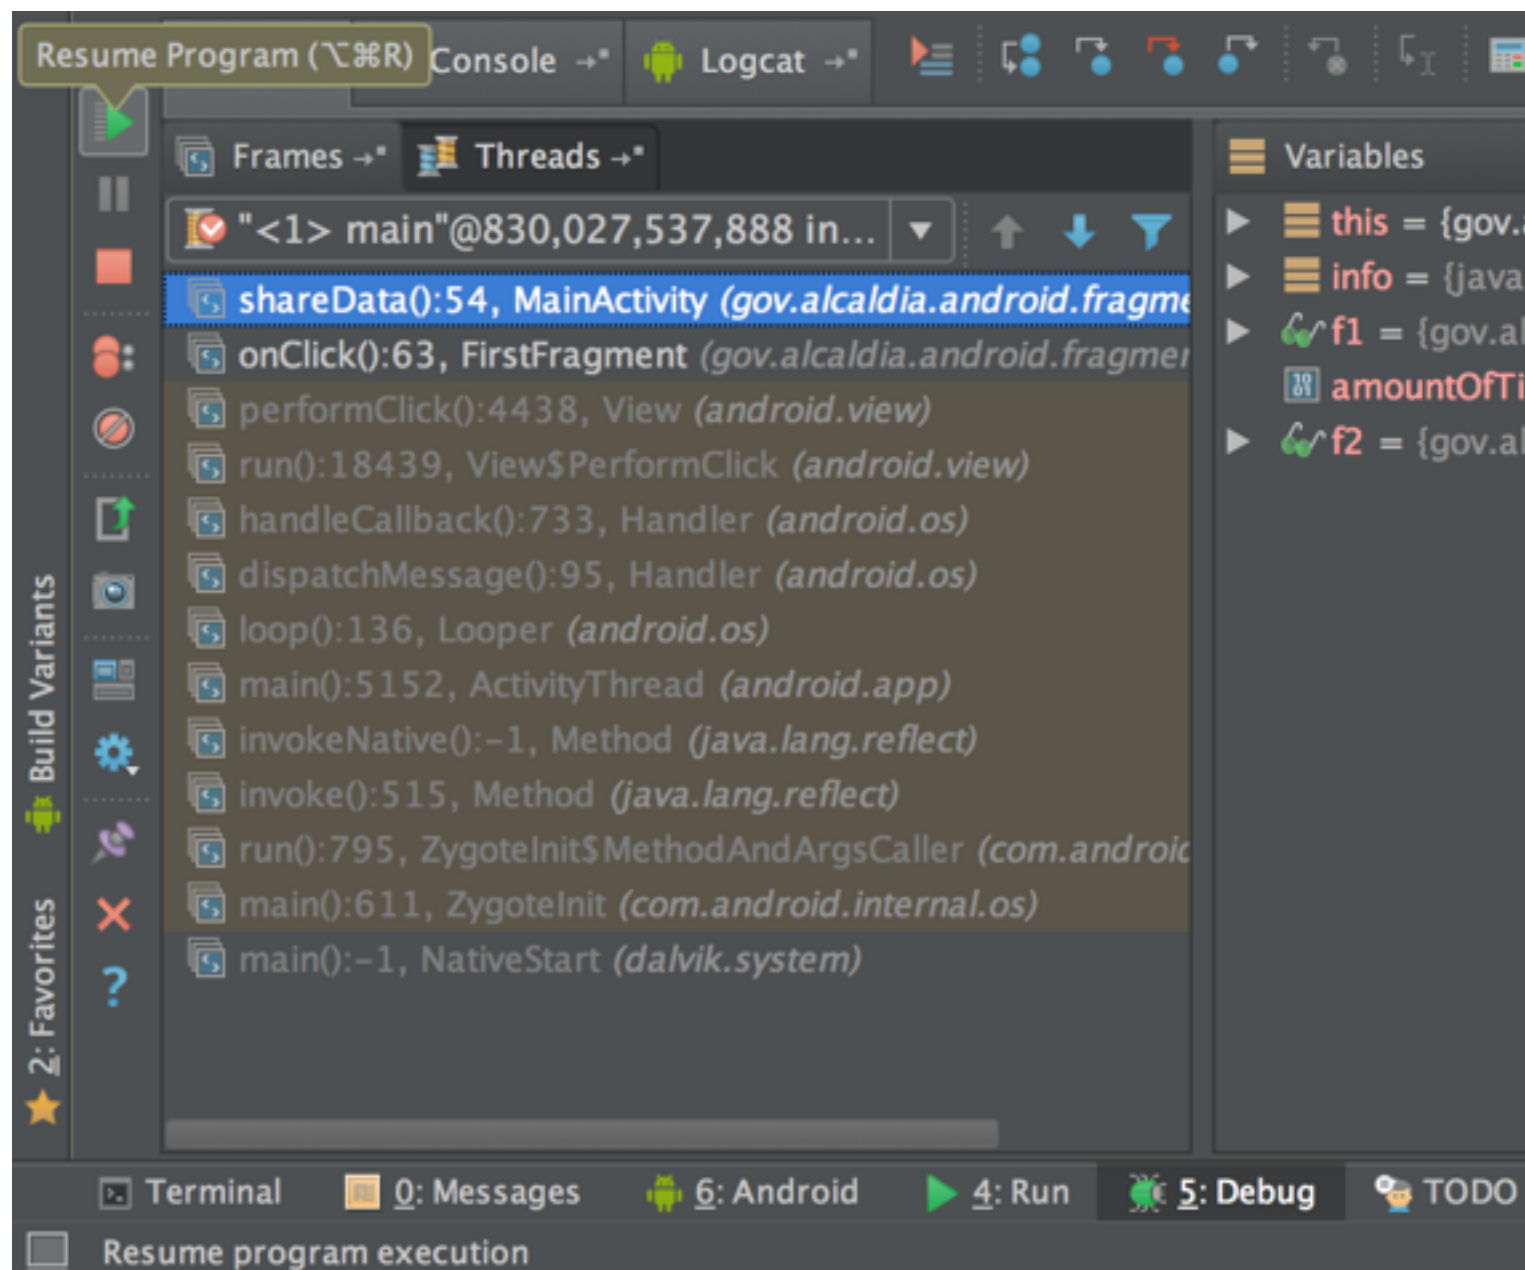 Resume Program (⌥⌘R)
Console
Logcat
Frames
Threads
Variables
"<1> main"@830,027,537,888 in...
shareData():54, MainActivity (gov.alcaldia.android.fragme
onClick():63, FirstFragment (gov.alcaldia.android.fragmer
performClick():4438, View (android.view)
run():18439, View$PerformClick (android.view)
handleCallback():733, Handler (android.os)
dispatchMessage():95, Handler (android.os)
loop():136, Looper (android.os)
main():5152, ActivityThread (android.app)
invokeNative():-1, Method (java.lang.reflect)
invoke():515, Method (java.lang.reflect)
run():795, ZygoteInit$MethodAndArgsCaller (com.android
main():611, ZygoteInit (com.android.internal.os)
main():-1, NativeStart (dalvik.system)
this = {gov.a
info = {java
f1 = {gov.al
amountOfTi
f2 = {gov.al
Build Variants
2: Favorites
Terminal
0: Messages
6: Android
4: Run
5: Debug
TODO
Resume program execution